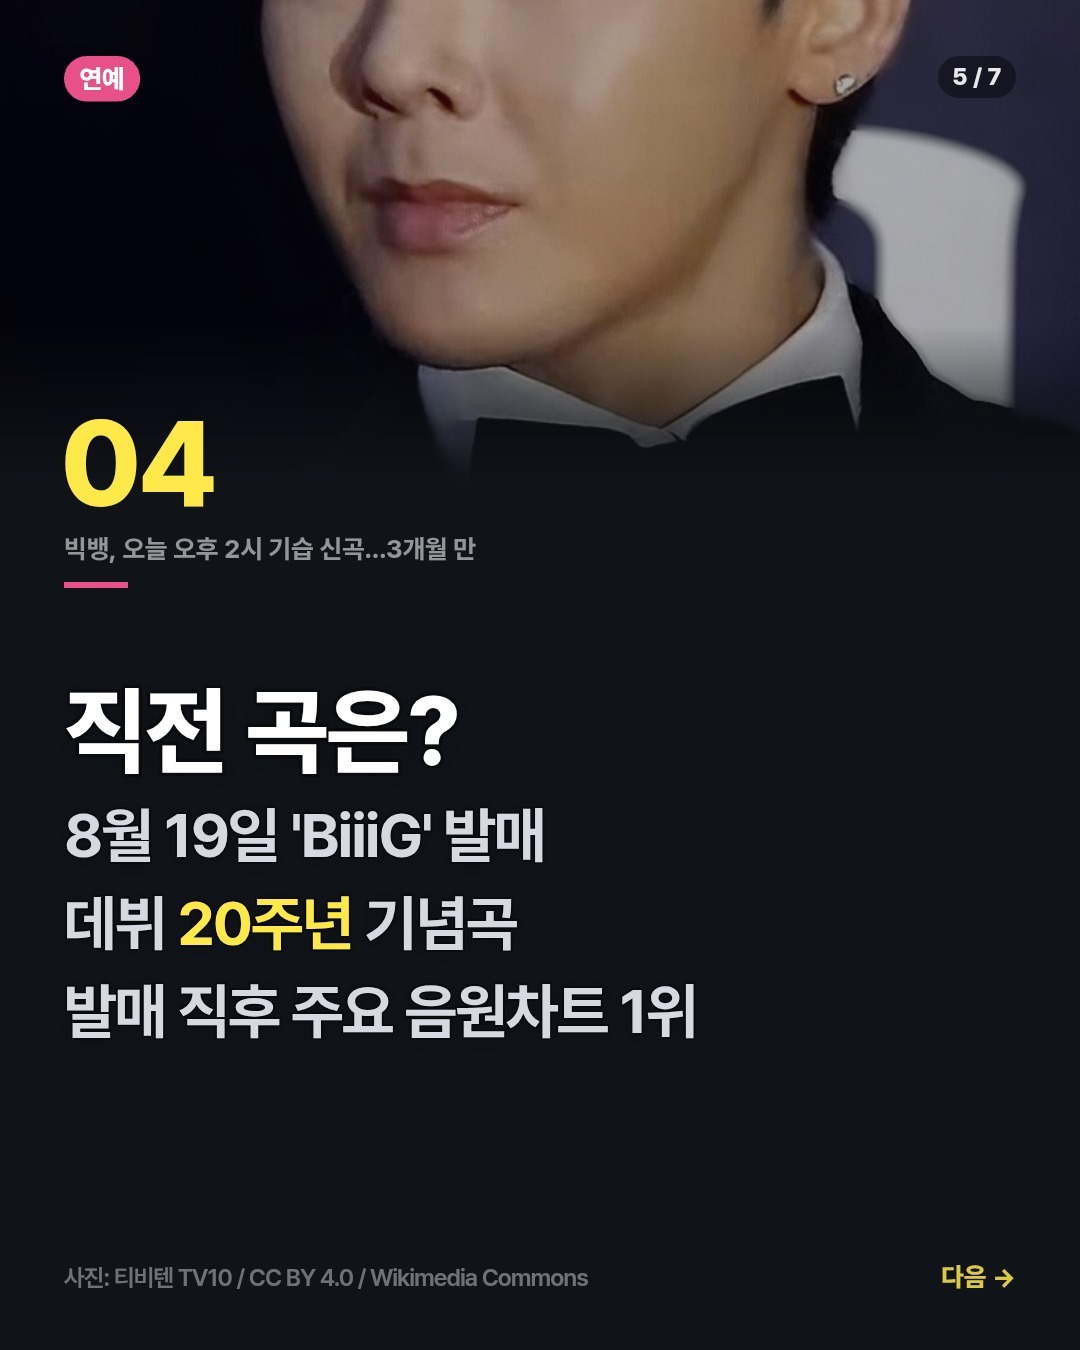 연예
5 / 7
04
빅뱅, 오늘 오후 2시 기습 신곡...3개월 만
직전 곡은?
8월 19일 'BiiiG' 발매
데뷔 20주년 기념곡
발매 직후 주요 음원차트 1위
사진: 티비텐 TV10 / CC BY 4.0 / Wikimedia Commons
다음 →